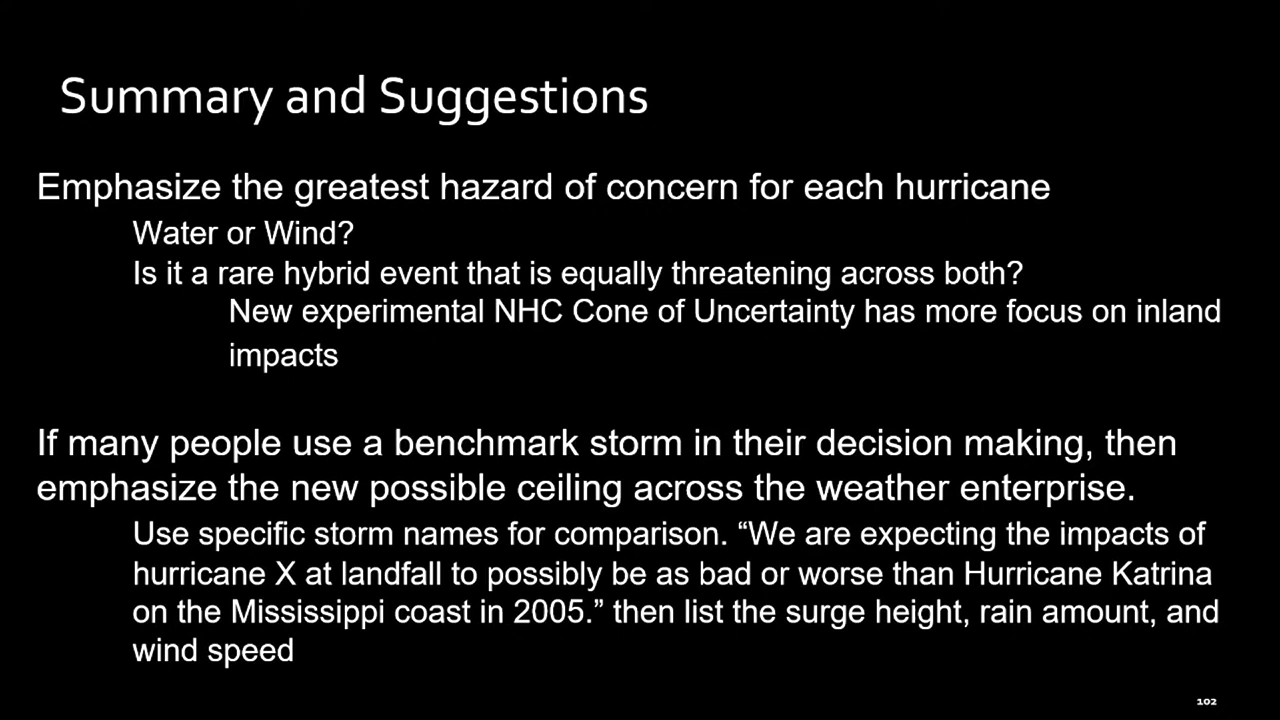 Summary and Suggestions
Emphasize the greatest hazard of concern for each hurricane
Water or Wind?
Is it a rare hybrid event that is equally threatening across both?
New experimental NHC Cone of Uncertainty has more focus on inland
impacts
If many people use a benchmark storm in their decision making, then
emphasize the new possible ceiling across the weather enterprise.
Use specific storm names for comparison. “We are expecting the impacts of
hurricane X at landfall to possibly be as bad or worse than Hurricane Katrina
on the Mississippi coast in 2005.” then list the surge height, rain amount, and
wind speed
102